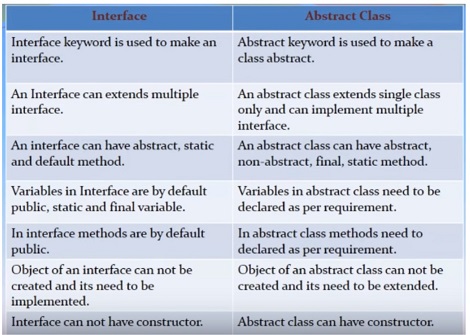 Interface
Abstract Class
Interface keyword is used to make an
interface.
Abstract keyword is used to make a
class abstract.
An Interface can extends multiple
interface.
An abstract class extends single class
only and can implement multiple
interface.
An interface can have abstract, static
and default method.
An abstract class can have abstract,
non-abstract, final, static method.
Variables in Interface are by default
public, static and final variable.
Variables in abstract class need to be
declared as per requirement.
In interface methods are by default
public.
In abstract class methods need to
declared as per requirement.
Object of an interface can not be
created and its need to be
implemented.
Object of an abstract class can not be
created and its need to be extended.
Interface can not have constructor.
Abstract class can have constructor.